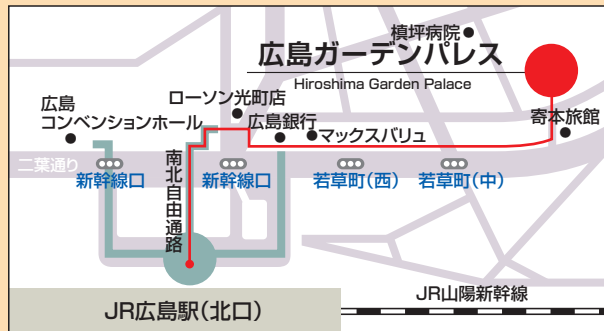 槙坪病院
広島ガーデンパレス
Hiroshima Garden Palace
ローソン光町店
広島
コンベンションホール
広島銀行
マックスバリュ
寄本旅館
二葉通り
新幹線口
南北自由通路
新幹線口
若草町(西)
若草町(中)
JR山陽新幹線
JR広島駅(北口)